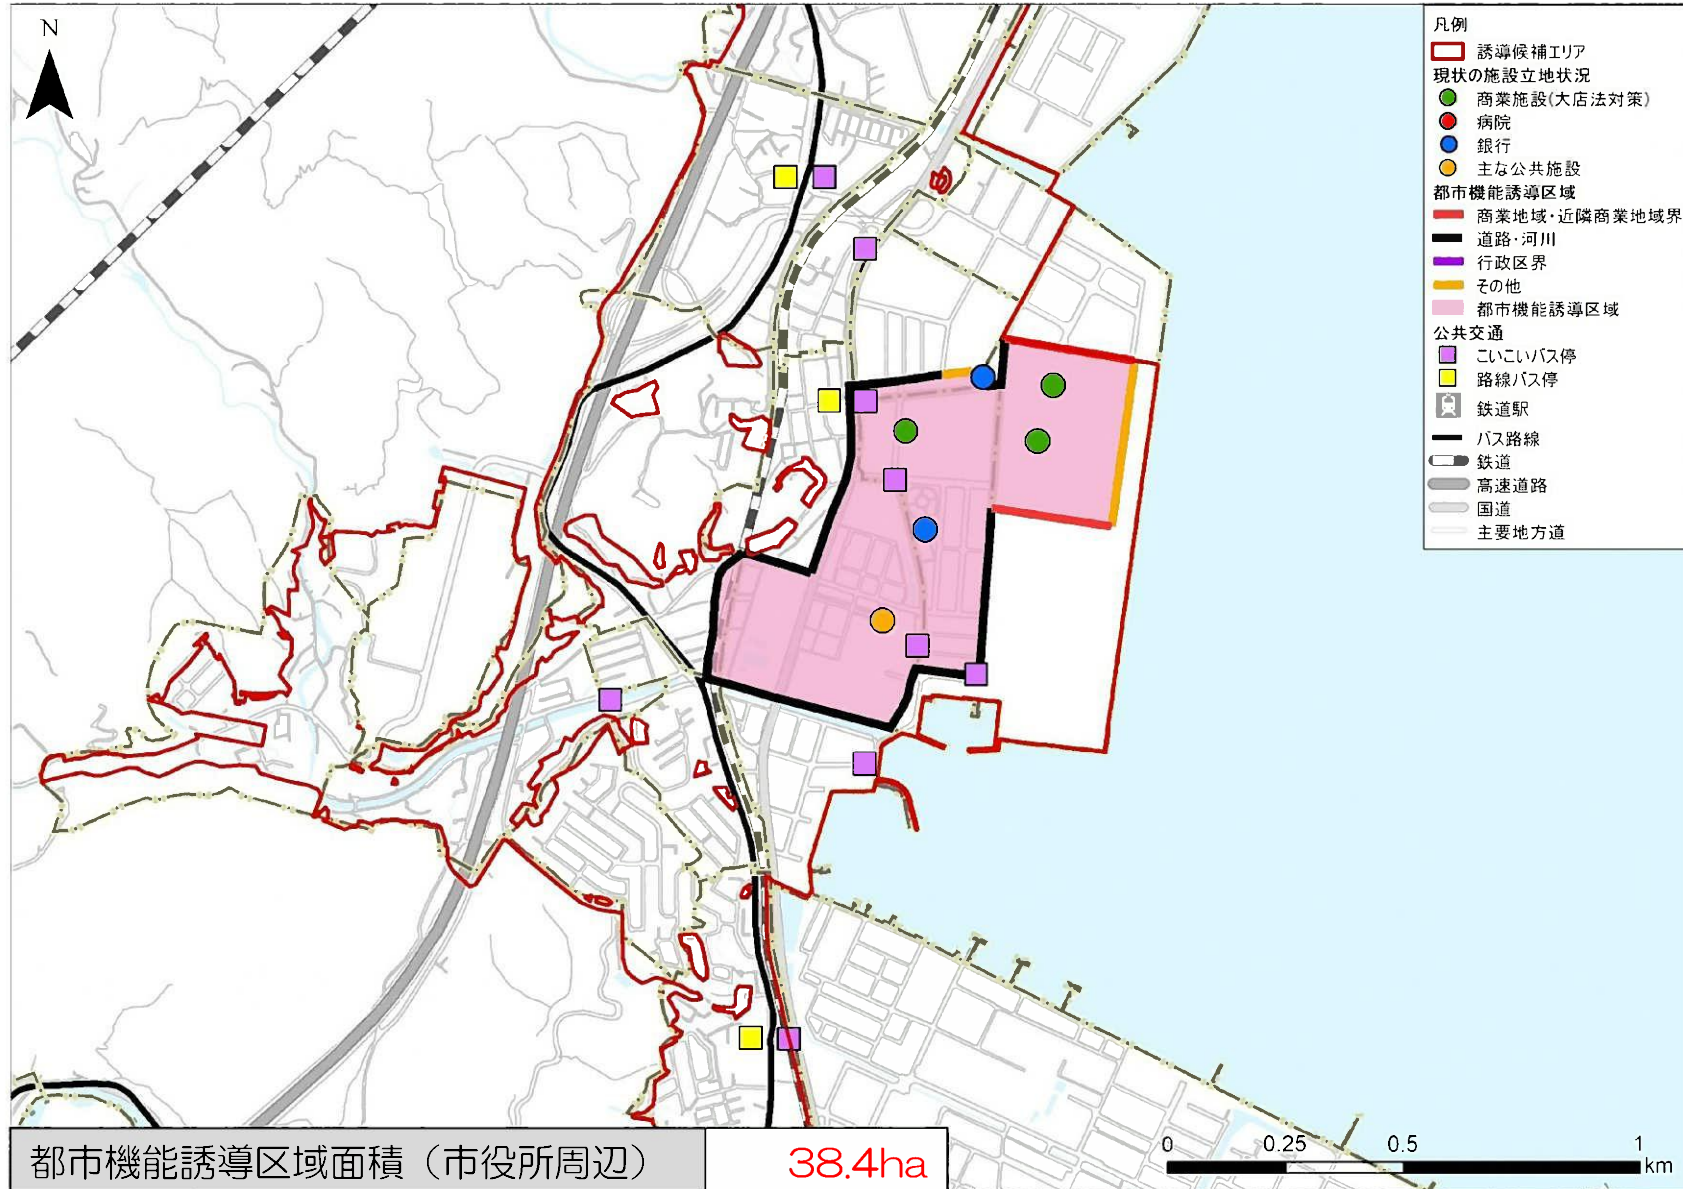 N
凡例
誘導候補エリア
現状の施設立地状況
商業施設(大店法対策)
病院
銀行
主な公共施設
都市機能誘導区域
商業地域・近隣商業地域界
道路・河川
行政区界
その他
都市機能誘導区域
公共交通
こいこいバス停
路線バス停
鉄道駅
バス路線
鉄道
高速道路
国道
主要地方道
都市機能誘導区域面積（市役所周辺） 38.4ha
0 0.25 0.5 1
km